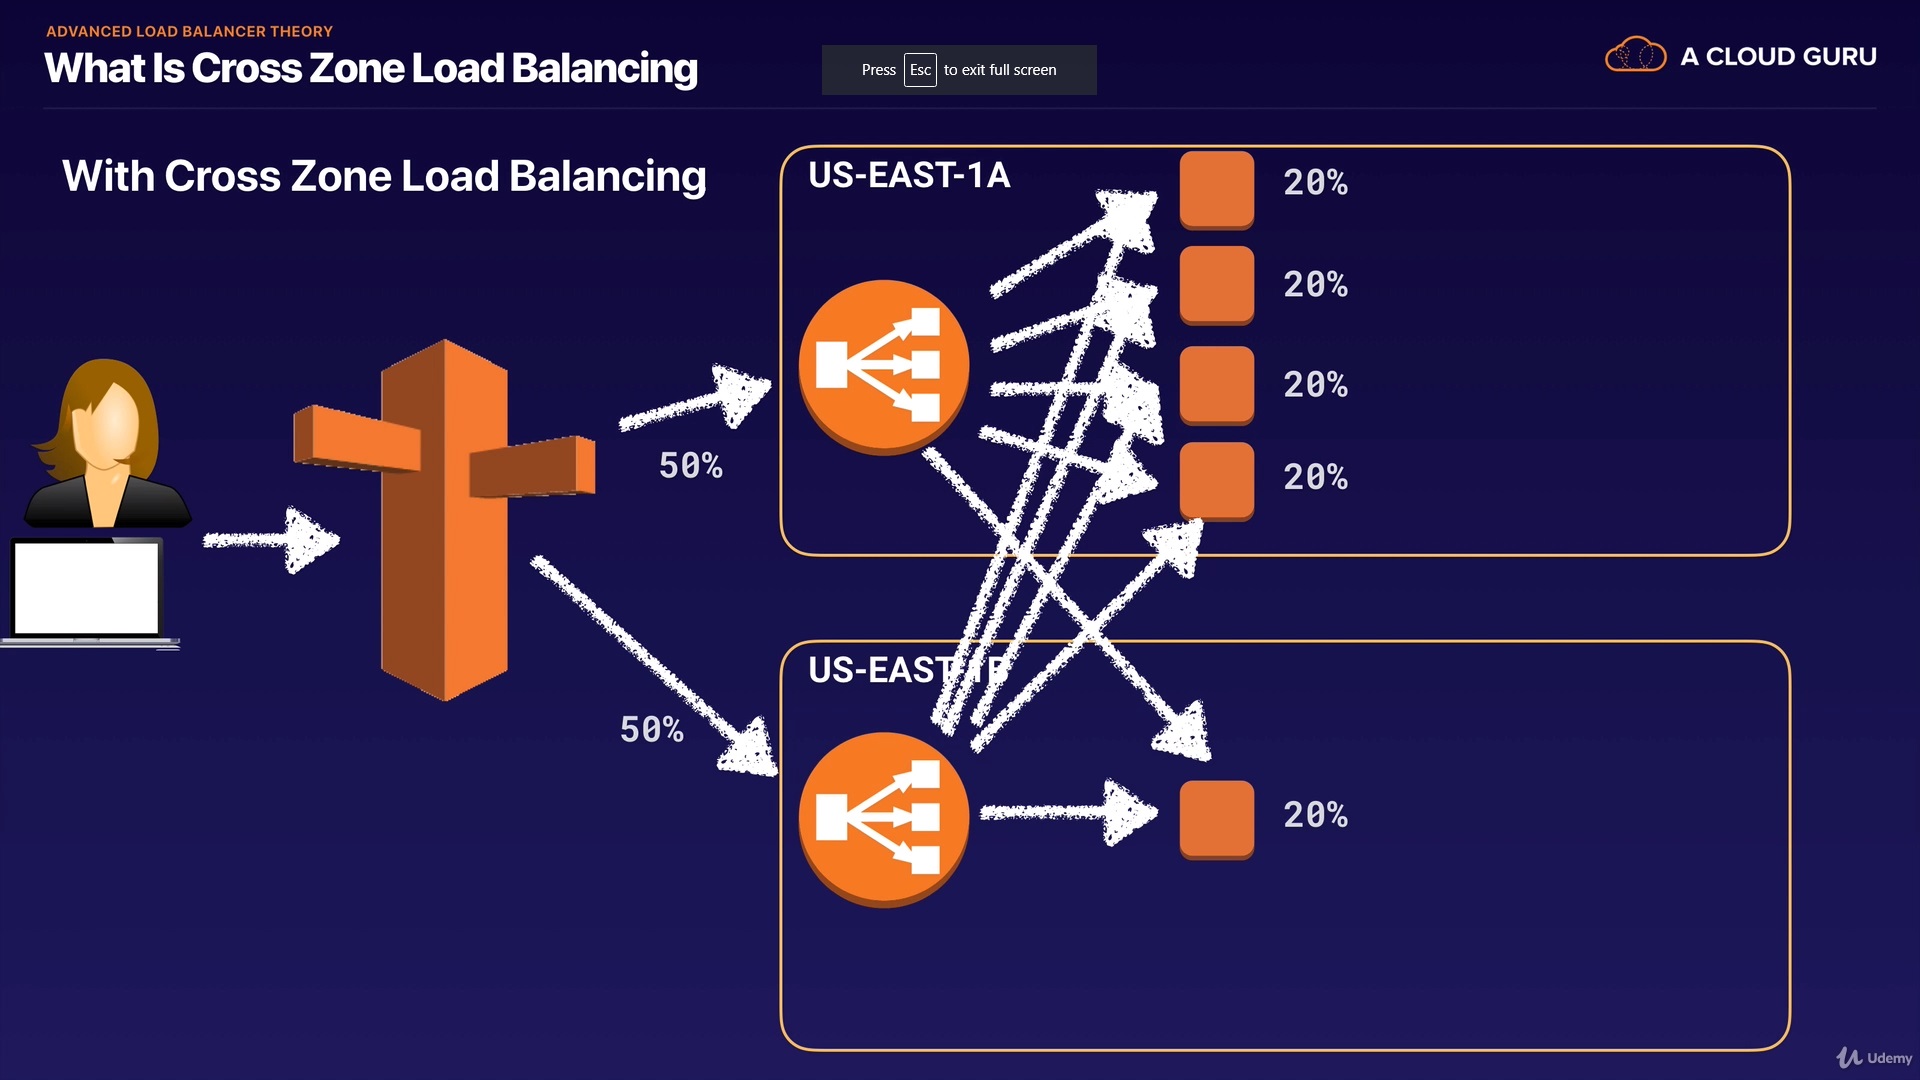 ADVANCED LOAD BALANCER THEORY
What Is Cross Zone Load Balancing
Press Esc to exit full screen
A CLOUD GURU
With Cross Zone Load Balancing
US-EAST-1A
20%
20%
20%
20%
50%
50%
US-EAST-1B
20%
Udemy